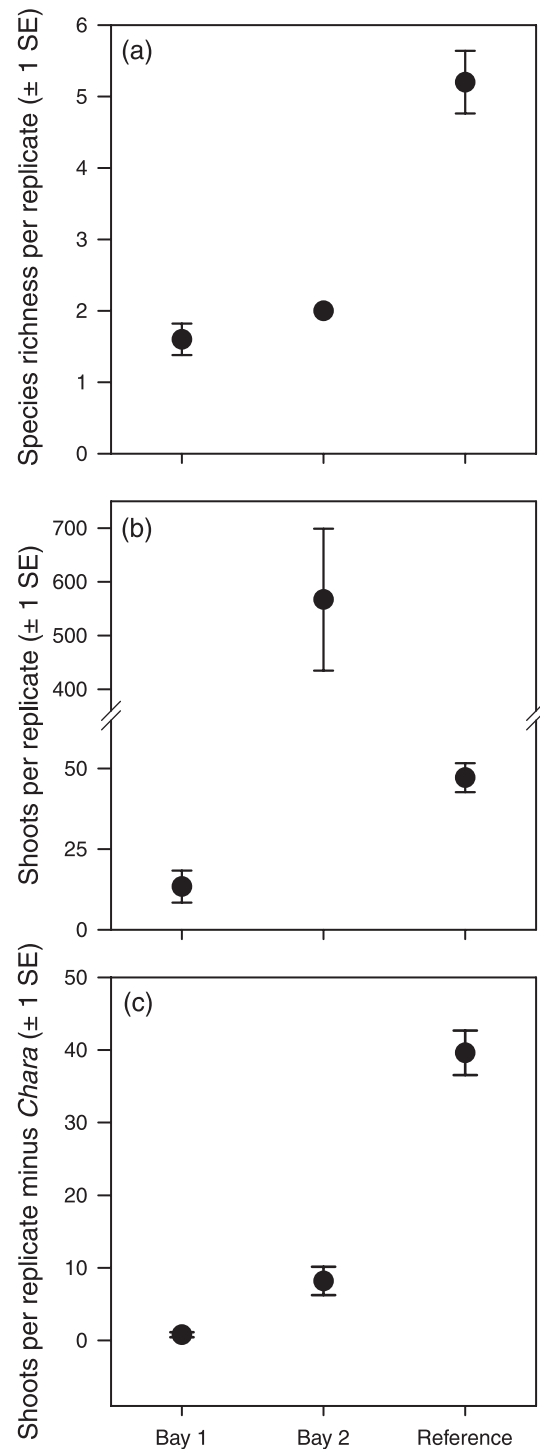 Species richness per replicate (± 1 SE)
6
5
4
3
2
1
0
(a)
Shoots per replicate (± 1 SE)
700
600
500
400
50
25
0
(b)
Shoots per replicate minus Chara (± 1 SE)
50
40
30
20
10
0
(c)
Bay 1 Bay 2 Reference